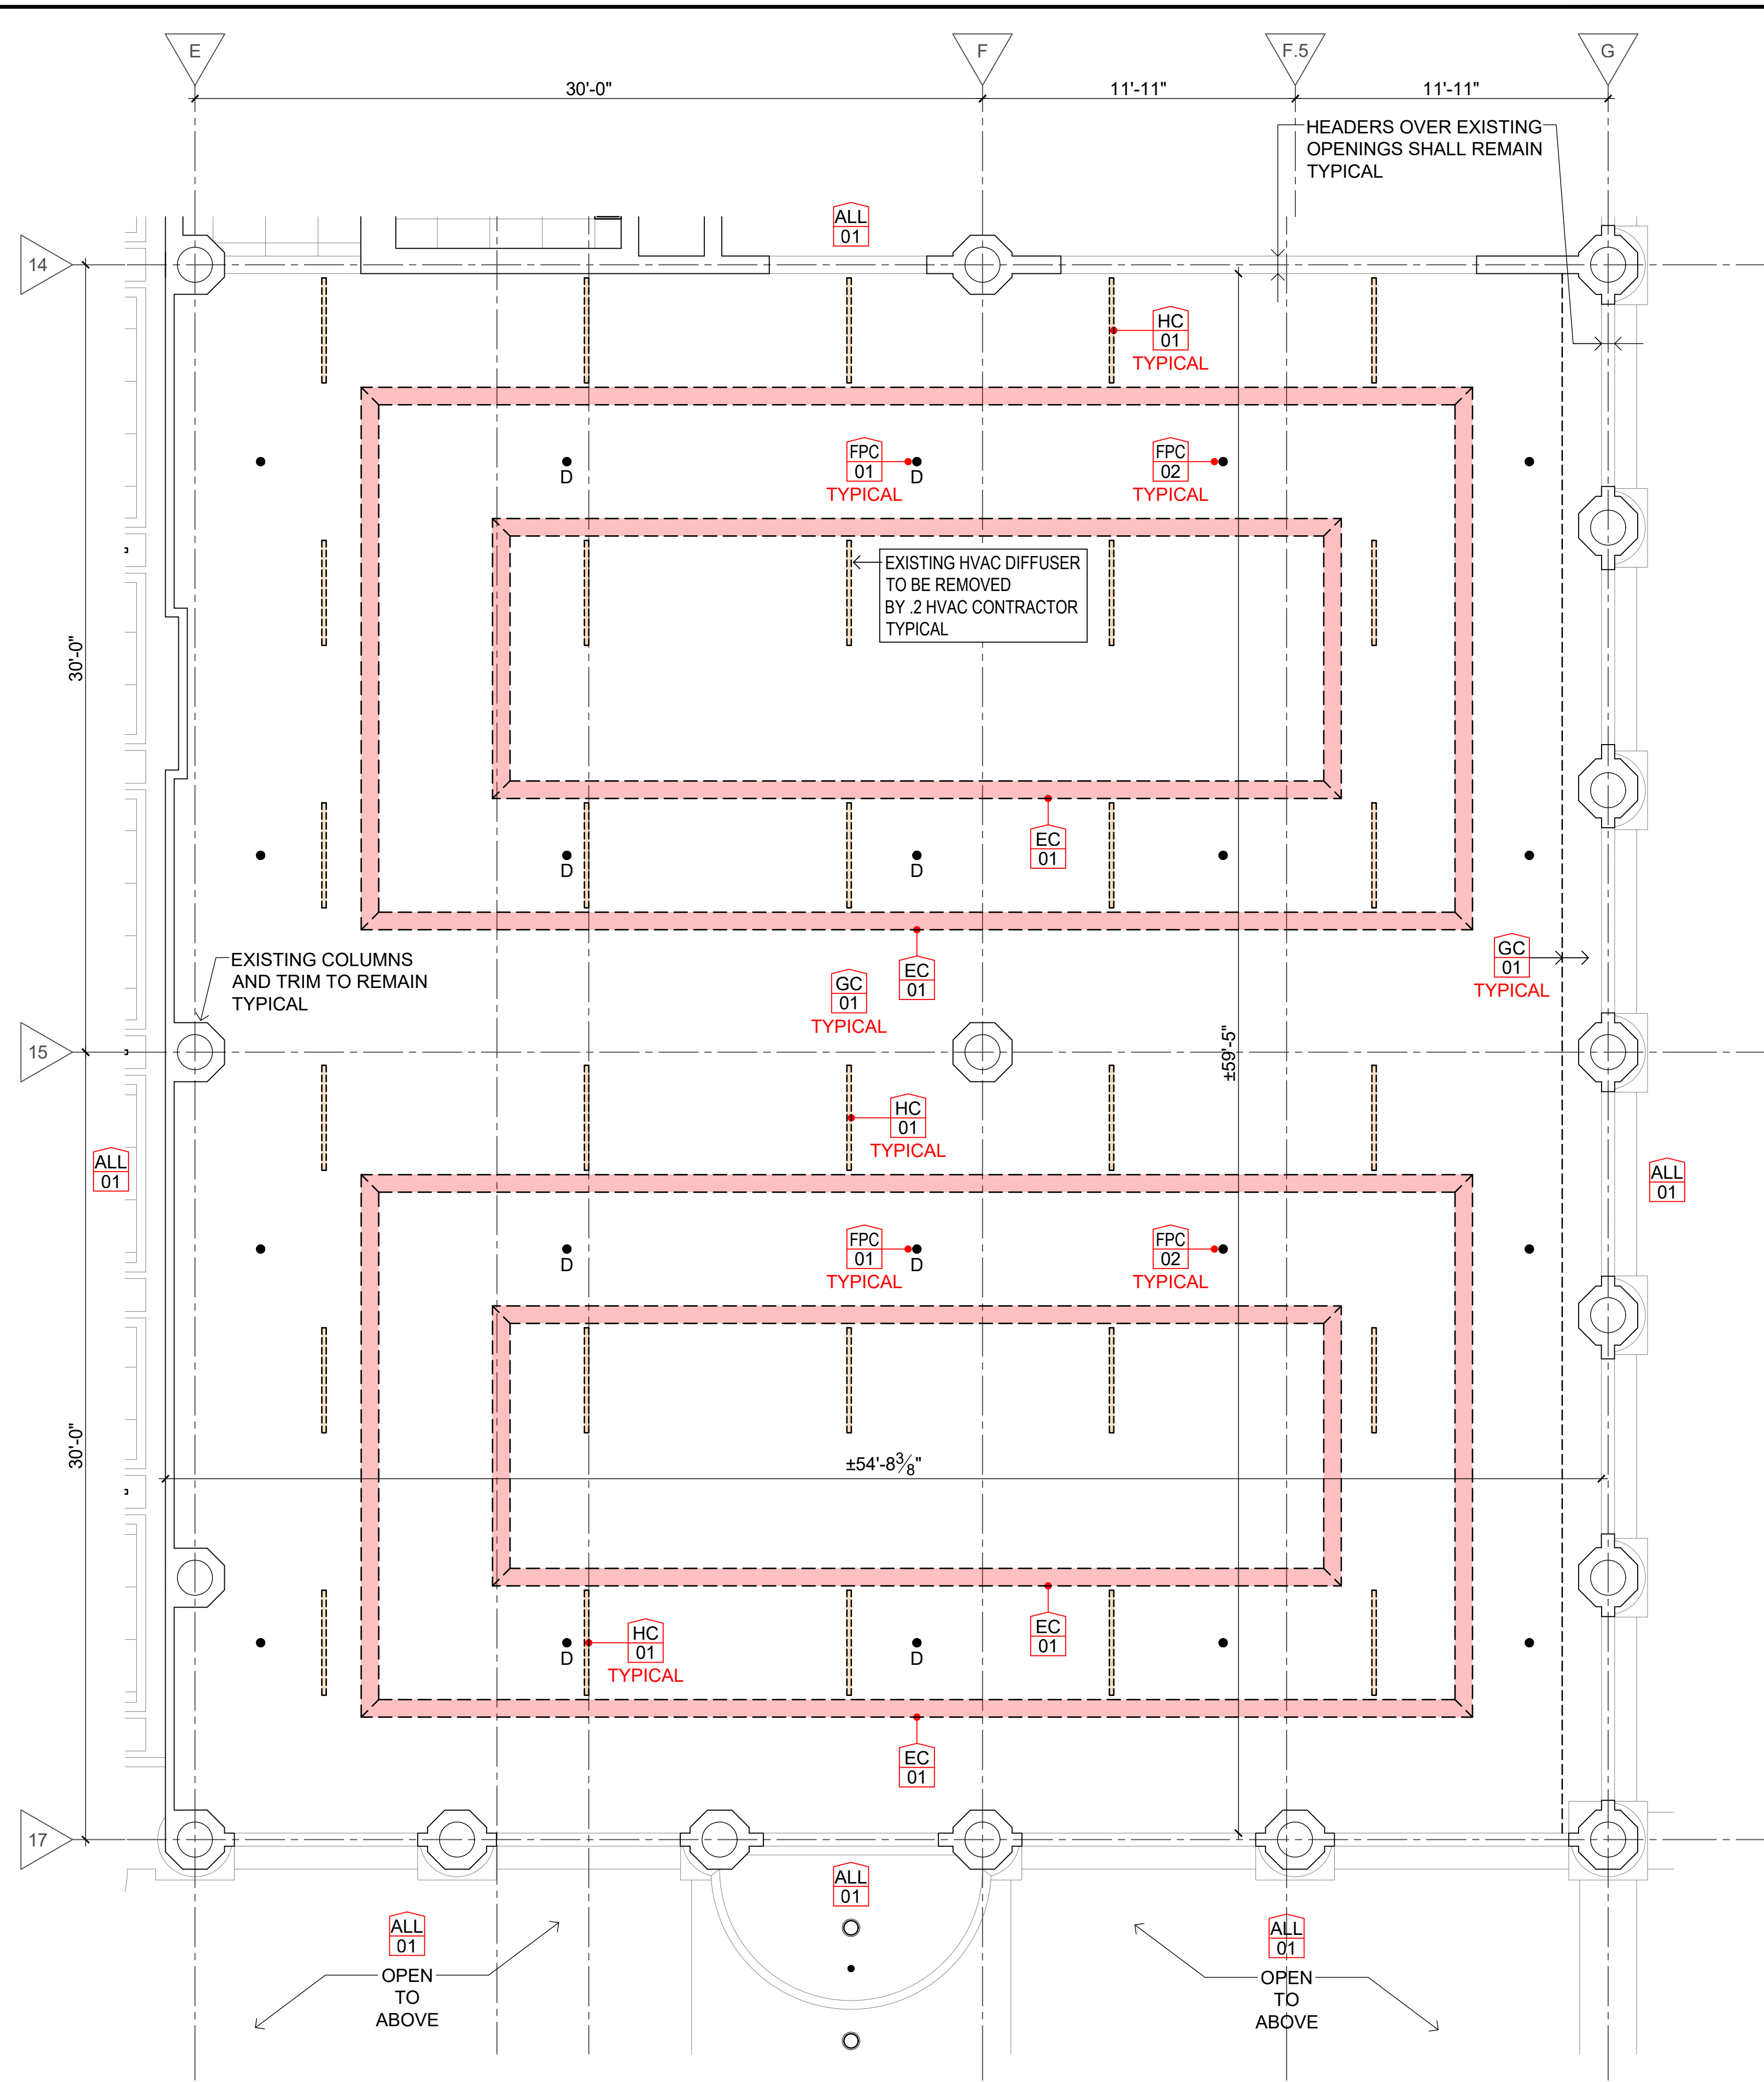 E
F
F.5
G
30'-0"
11'-11"
11'-11"
HEADERS OVER EXISTING
OPENINGS SHALL REMAIN
TYPICAL
ALL
01
14
HC
01
TYPICAL
FPC
01
TYPICAL
D
D
FPC
02
TYPICAL
EXISTING HVAC DIFFUSER
TO BE REMOVED
BY .2 HVAC CONTRACTOR
TYPICAL
30'-0"
EC
01
D
D
EXISTING COLUMNS
AND TRIM TO REMAIN
TYPICAL
EC
01
GC
01
TYPICAL
GC
01
TYPICAL
15
±59'-5"
HC
01
TYPICAL
ALL
01
ALL
01
FPC
01
TYPICAL
D
D
FPC
02
TYPICAL
30'-0"
±54'-8 3/8"
HC
01
TYPICAL
D
D
EC
01
EC
01
17
ALL
01
ALL
01
OPEN
TO
ABOVE
ALL
01
OPEN
TO
ABOVE